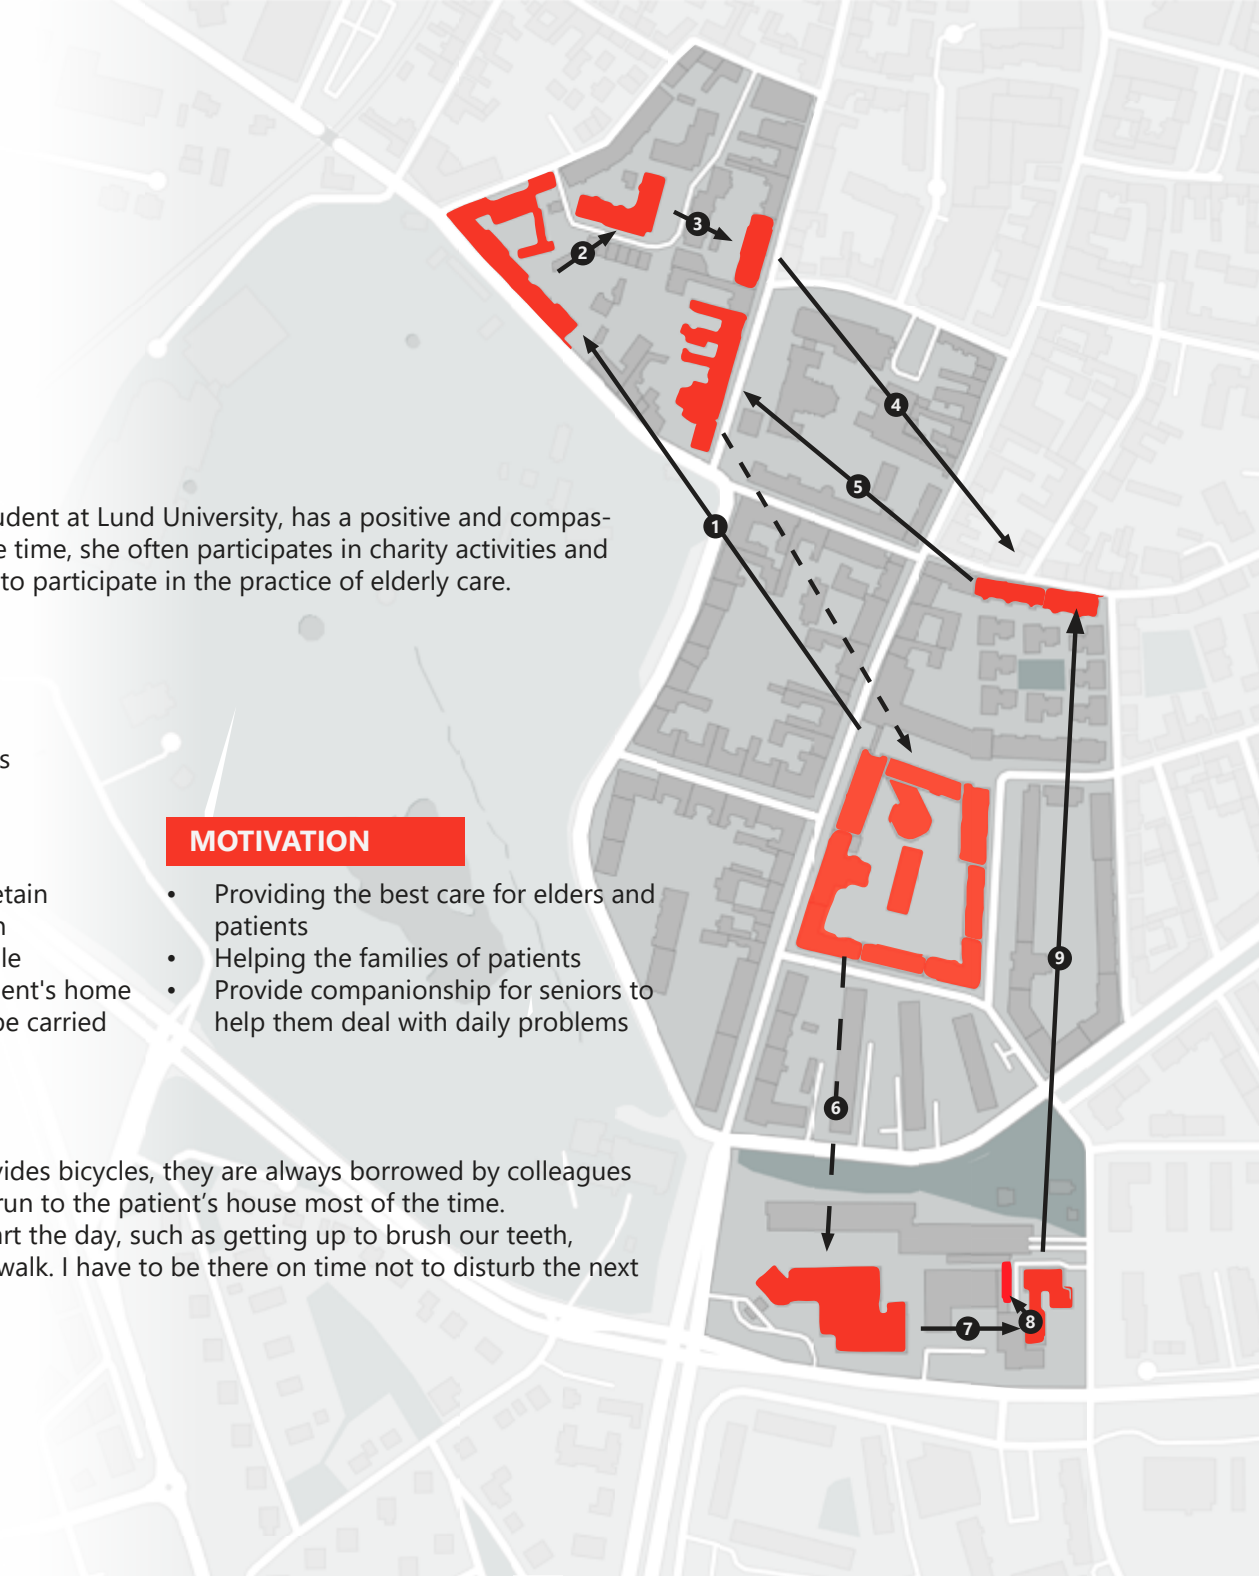 udent at Lund University, has a positive and compas-
e time, she often participates in charity activities and
to participate in the practice of elderly care.
s
MOTIVATION
etain
n
le
ent's home
be carried
• Providing the best care for elders and
patients
• Helping the families of patients
• Provide companionship for seniors to
help them deal with daily problems
vides bicycles, they are always borrowed by colleagues
run to the patient’s house most of the time.
art the day, such as getting up to brush our teeth,
walk. I have to be there on time not to disturb the next
3
2
4
5
1
9
6
7
8